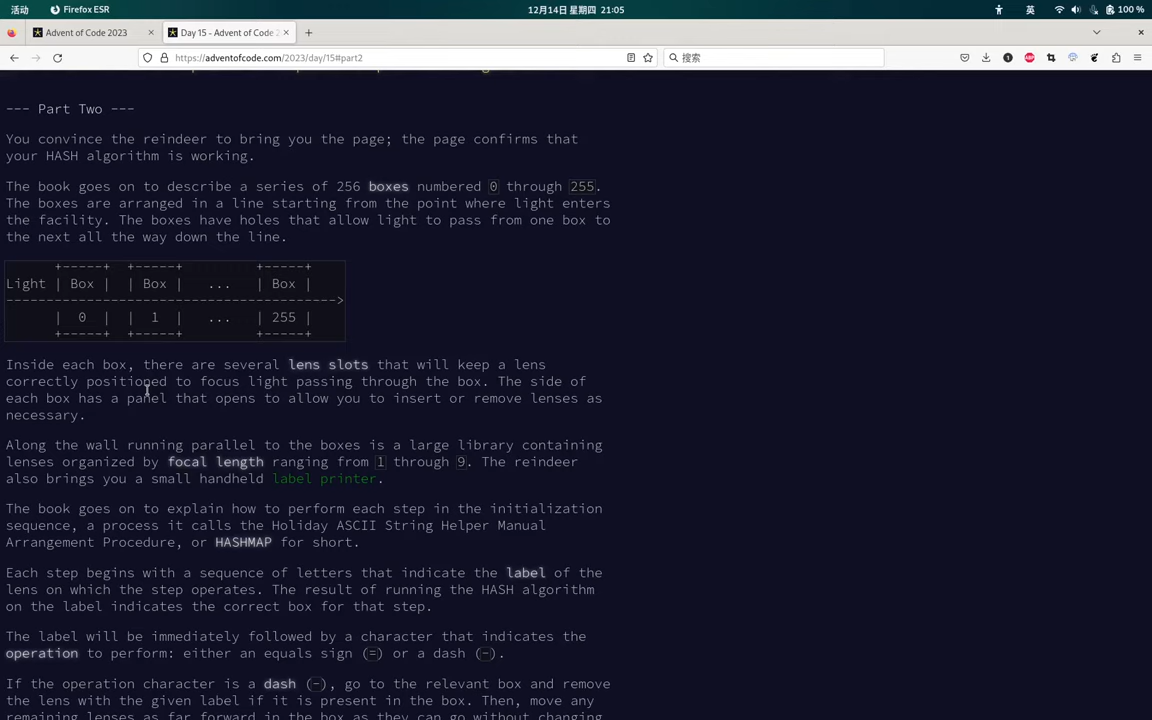 活动 Firefox ESR 12月14日 星期四 21:05 英 100 %
Advent of Code 2023 × Day 15 - Advent of Code 2 × +
https://adventofcode.com/2023/day/15#part2 搜索
--- Part Two ---
You convince the reindeer to bring you the page; the page confirms that
your HASH algorithm is working.
The book goes on to describe a series of 256 boxes numbered 0 through 255.
The boxes are arranged in a line starting from the point where light enters
the facility. The boxes have holes that allow light to pass from one box to
the next all the way down the line.
+-----+ +-----+ +-----+
Light | Box | | Box | ... | Box |
----------------------------------------->
| 0 | | 1 | ... | 255 |
+-----+ +-----+ +-----+
Inside each box, there are several lens slots that will keep a lens
correctly positioned to focus light passing through the box. The side of
each box has a panel that opens to allow you to insert or remove lenses as
necessary.
Along the wall running parallel to the boxes is a large library containing
lenses organized by focal length ranging from 1 through 9. The reindeer
also brings you a small handheld label printer.
The book goes on to explain how to perform each step in the initialization
sequence, a process it calls the Holiday ASCII String Helper Manual
Arrangement Procedure, or HASHMAP for short.
Each step begins with a sequence of letters that indicate the label of the
lens on which the step operates. The result of running the HASH algorithm
on the label indicates the correct box for that step.
The label will be immediately followed by a character that indicates the
operation to perform: either an equals sign (=) or a dash (-).
If the operation character is a dash (-), go to the relevant box and remove
the lens with the given label if it is present in the box. Then, move any
remaining lenses as far forward in the box as they can go without changing